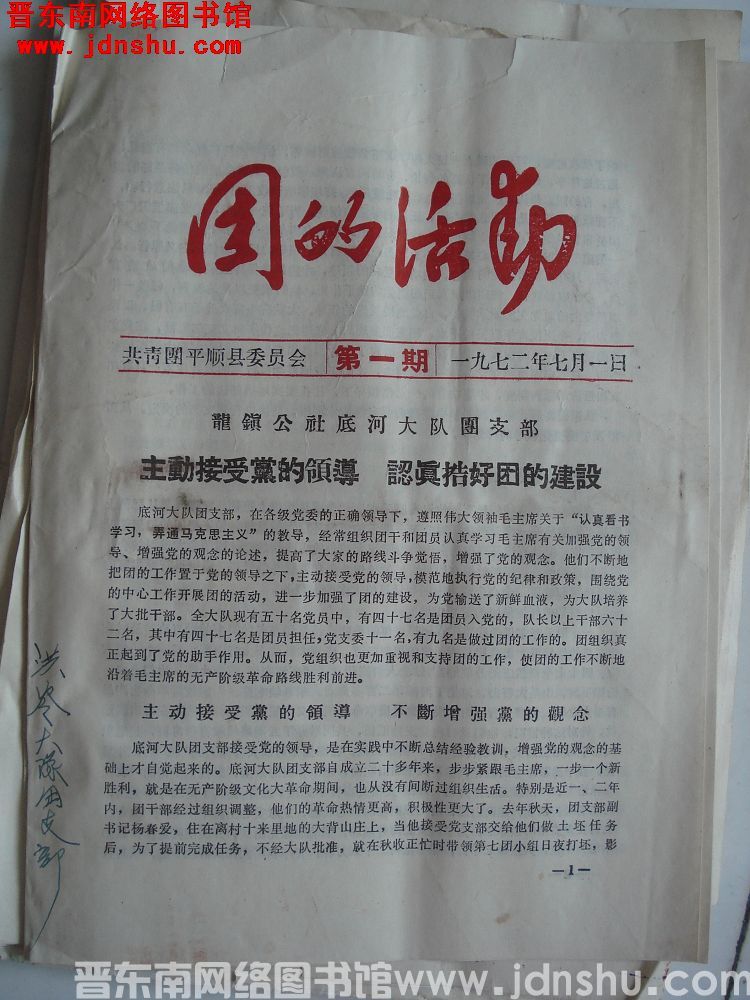 晋东南网络图书馆
www.jdnshu.com
团的活动
共青團平顺县委员会 第一期 一九七二年七月一日
龍鎮公社底河大队團支部
主動接受黨的領導 認眞搞好团的建設
底河大队团支部，在各级党委的正确领导下，遵照伟大领袖毛主席关于“认真看书
学习，弄通马克思主义”的教导，经常组织团干和团员认真学习毛主席有关加强党的领
导、增强党的观念的论述，提高了大家的路线斗争觉悟，增强了党的观念。他们不断地
把团的工作置于党的领导之下，主动接受党的领导，模范地执行党的纪律和政策，围绕党
的中心工作开展团的活动，进一步加强了团的建设，为党输送了新鲜血液，为大队培养
了大批干部。全大队现有五十名党员中，有四十七名是团员入党的，队长以上干部六十
二名，其中有四十七名是团员担任，党支委十一名，有九名是做过团的工作的。团组织真
正起到了党的助手作用。从而，党组织也更加重视和支持团的工作，使团的工作不断地
沿着毛主席的无产阶级革命路线胜利前进。
主动接受黨的領導 不斷增强黨的觀念
底河大队团支部接受党的领导，是在实践中不断总结经验教训，增强党的观念的基
础上才自觉起来的。底河大队团支部自成立二十多年来，步步紧跟毛主席，一步一个新
胜利，就是在无产阶级文化大革命期间，也从没有间断过组织生活。特别是近一、二年
内，团干部经过组织调整，他们的革命热情更高，积极性更大了。去年秋天，团支部副
书记杨春爱，住在离村十米里地的大背山庄上，当他接受党支部交给他们做土坯任务
后，为了提前完成任务，不经大队批准，就在秋收正忙时带领第七团小组日夜打坯，影
—1—
大队团支部
晋东南网络图书馆www.jdnshu.com